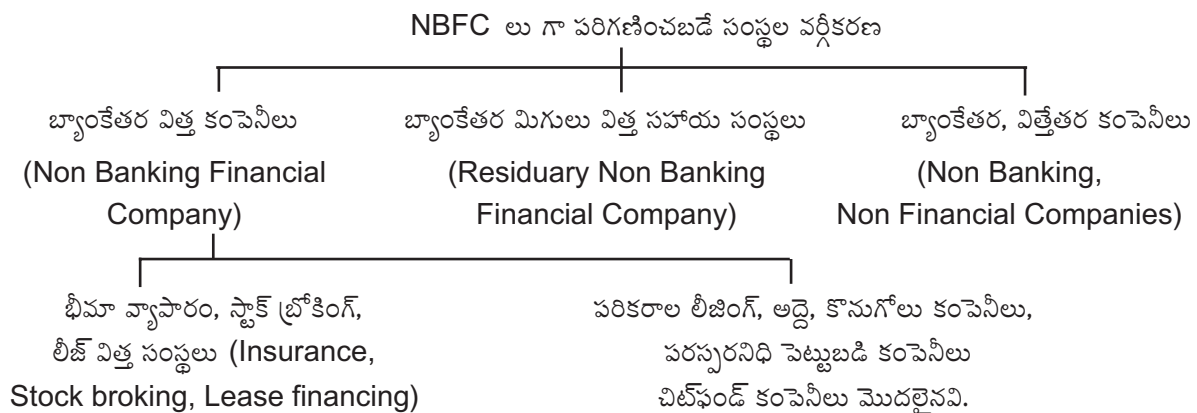 NBFC లు గా పరిగణించబడే సంస్థల వర్గీకరణ
బ్యాంకేతర విత్త కంపెనీలు
(Non Banking Financial
Company)
బ్యాంకేతర మిగులు విత్త సహాయ సంస్థలు
(Residuary Non Banking
Financial Company)
బ్యాంకేతర, విత్తేతర కంపెనీలు
(Non Banking,
Non Financial Companies)
భీమా వ్యాపారం, స్టాక్ బ్రోకింగ్,
లీజ్ విత్త సంస్థలు (Insurance,
Stock broking, Lease financing)
పరికరాల లీజింగ్, అద్దె, కొనుగోలు కంపెనీలు,
పరస్పరనిధి పెట్టుబడి కంపెనీలు
చిట్‌ఫండ్ కంపెనీలు మొదలైనవి.